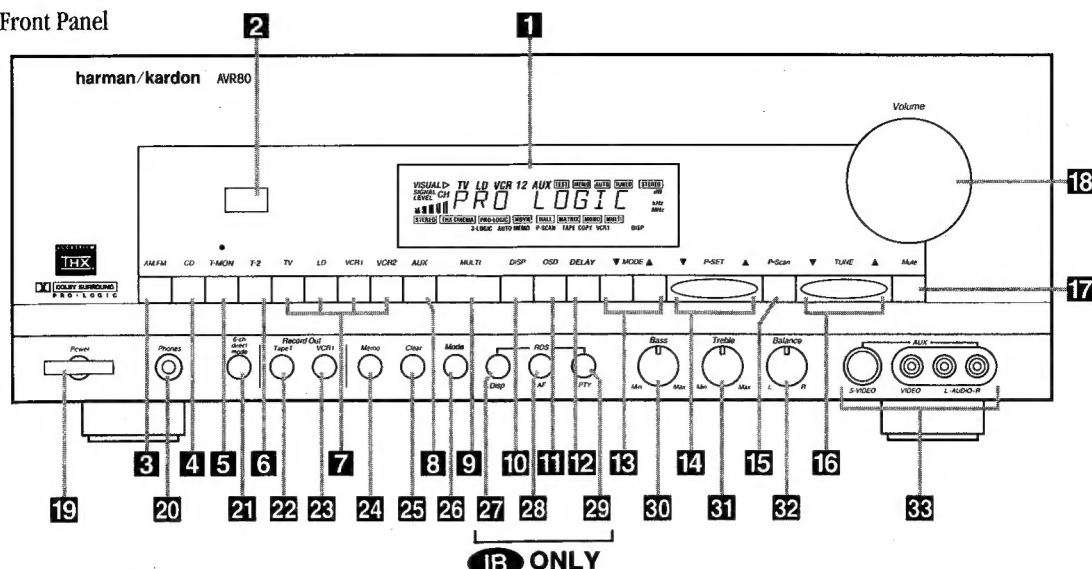 Front Panel
2 1
harman/kardon AVR80
Volume
VISUAL TV LD VCR 12 AUX TEST MEMO AUTO TUNED STEREO
SIGNAL LEVEL CH PRO LOGIC dB kHz MHz
STEREO THX CINEMA PRO-LOGIC MOVIE HALL MATRIX MONO MULTI
3-LOGIC AUTO MEMO P-SCAN TAPE COPY VCR1 DISP
18
LUCASFILM
THX
DOLBY SURROUND
PRO·LOGIC
AM/FM CD T-MON T-2 TV LD VCR1 VCR2 AUX MULTI DISP OSD DELAY ▼ MODE ▲ ▼ P-SET ▲ P-Scan ▼ TUNE ▲ Mute
17
Power Phones 6-ch direct mode Record Out Tape1 VCR1 Memo Clear Mode RDS Disp AF PTY Bass Min Max Treble Min Max Balance L R AUX S-VIDEO VIDEO L-AUDIO-R
3 4 5 6 7 8 9 10 11 12 13 14 15 16
19 20 21 22 23 24 25 26 27 28 29 30 31 32 33
IB ONLY